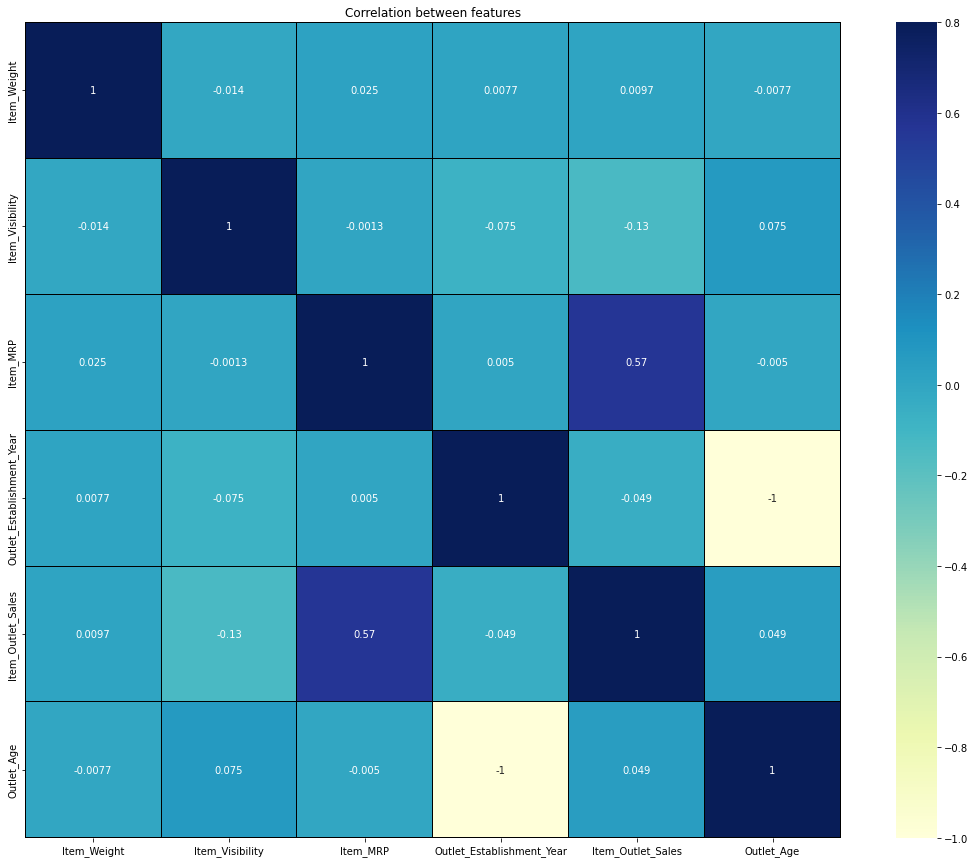 Correlation between features
Item_Weight 1 -0.014 0.025 0.0077 0.0097 -0.0077
Item_Visibility -0.014 1 -0.0013 -0.075 -0.13 0.075
Item_MRP 0.025 -0.0013 1 0.005 0.57 -0.005
Outlet_Establishment_Year 0.0077 -0.075 0.005 1 -0.049 -1
Item_Outlet_Sales 0.0097 -0.13 0.57 -0.049 1 0.049
Outlet_Age -0.0077 0.075 -0.005 -1 0.049 1
Item_Weight Item_Visibility Item_MRP Outlet_Establishment_Year Item_Outlet_Sales Outlet_Age
0.8
0.6
0.4
0.2
0.0
−0.2
−0.4
−0.6
−0.8
−1.0